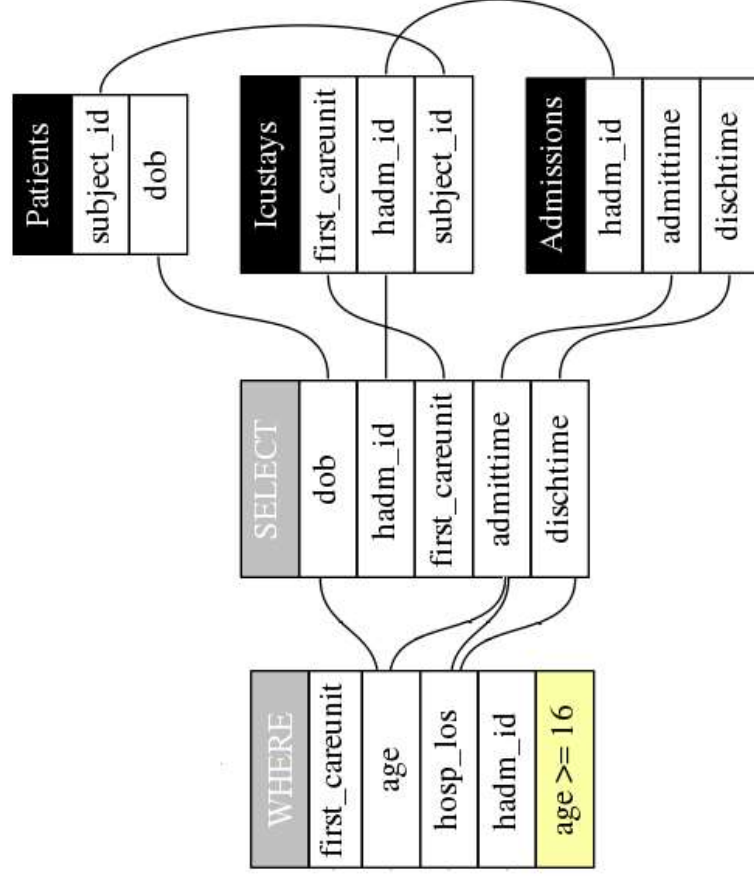 Patients
subject_id
dob
Icustays
first_careunit
hadm_id
subject_id
Admissions
hadm_id
admittime
dischtime
SELECT
dob
hadm_id
first_careunit
admittime
dischtime
WHERE
first_careunit
age
hosp_los
hadm_id
age >= 16